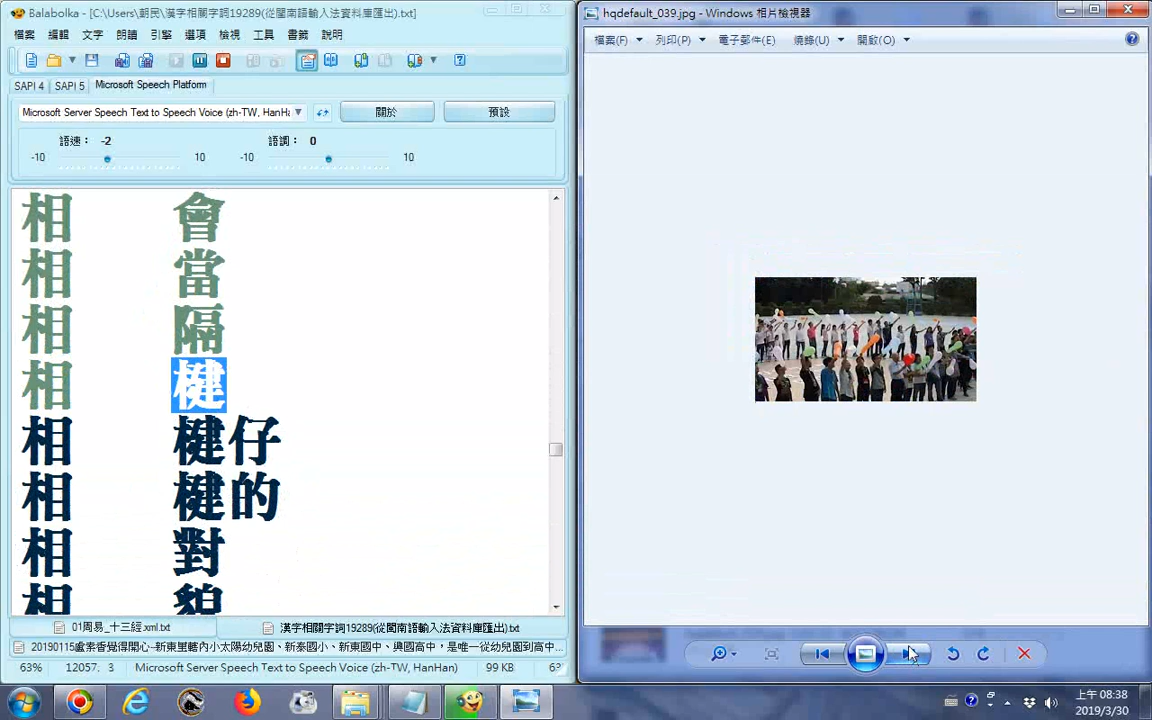 Balabolka - [C:\Users\朝民\漢字相關字詞19289(從閩南語輸入法資料庫匯出).txt]
檔案 編輯 文字 朗讀 引擎 選項 檢視 工具 書籤 說明
SAPI 4 SAPI 5 Microsoft Speech Platform
Microsoft Server Speech Text to Speech Voice (zh-TW, HanHa
關於 預設
語速： -2 語調： 0
-10 10 -10 10
相 會
相 當
相 隔
相 楗
相 楗仔
相 楗的
相 對
相 貌
01周易_十三經.xml.txt 漢字相關字詞19289(從閩南語輸入法資料庫匯出).txt
20190115盧素香覺得開心~新東里轄內小太陽幼兒園、新泰國小、新東國中、興國高中，是唯一從幼兒園到高中...
63% 12057. 3 Microsoft Server Speech Text to Speech Voice (zh-TW, HanHan) 99 KB
hqdefault_039.jpg - Windows 相片檢視器
檔案(F) 列印(P) 電子郵件(E) 燒錄(U) 開啟(O)
上午 08:38
2019/3/30